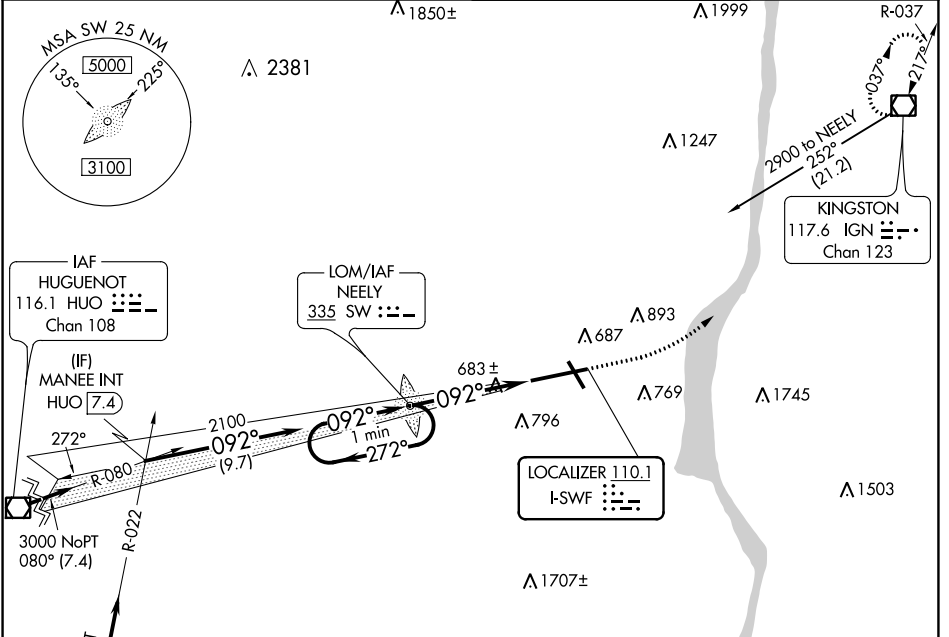 1850±
1999
R-037
MSA SW 25 NM
5000
135°
225°
3100
2381
037°
217°
1247
2900 to NEELY
252°
(21.2)
KINGSTON
117.6 IGN
Chan 123
IAF
HUGUENOT
116.1 HUO
Chan 108
LOM/IAF
NEELY
335 SW
(IF)
MANEE INT
HUO 7.4
893
687
683±
769
1745
796
272°
R-080
2100
092°
(9.7)
092°
1 min
272°
092°
LOCALIZER 110.1
I-SWF
1503
3000 NoPT
080° (7.4)
R-022
1707±